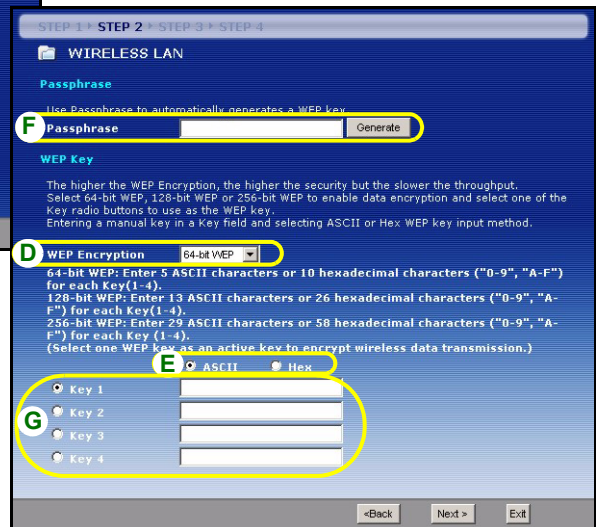 STEP 1 STEP 2 STEP 3 STEP 4
WIRELESS LAN
Passphrase
Use Passphrase to automatically generates a WEP key
F Passphrase Generate
WEP Key
The higher the WEP Encryption, the higher the security but the slower the throughput.
Select 64-bit WEP, 128-bit WEP or 256-bit WEP to enable data encryption and select one of the
Key radio buttons to use as the WEP key.
Entering a manual key in a Key field and selecting ASCII or Hex WEP key input method.
D WEP Encryption 64-bit WEP
64-bit WEP: Enter 5 ASCII characters or 10 hexadecimal characters ("0-9", "A-F")
for each Key(1-4).
128-bit WEP: Enter 13 ASCII characters or 26 hexadecimal characters ("0-9", "A-
F") for each Key(1-4).
256-bit WEP: Enter 29 ASCII characters or 58 hexadecimal characters ("0-9", "A-
F") for each Key (1-4).
(Select one WEP key as an active key to encrypt wireless data transmission.)
E ASCII Hex
Key 1
G Key 2
Key 3
Key 4
<Back Next > Exit